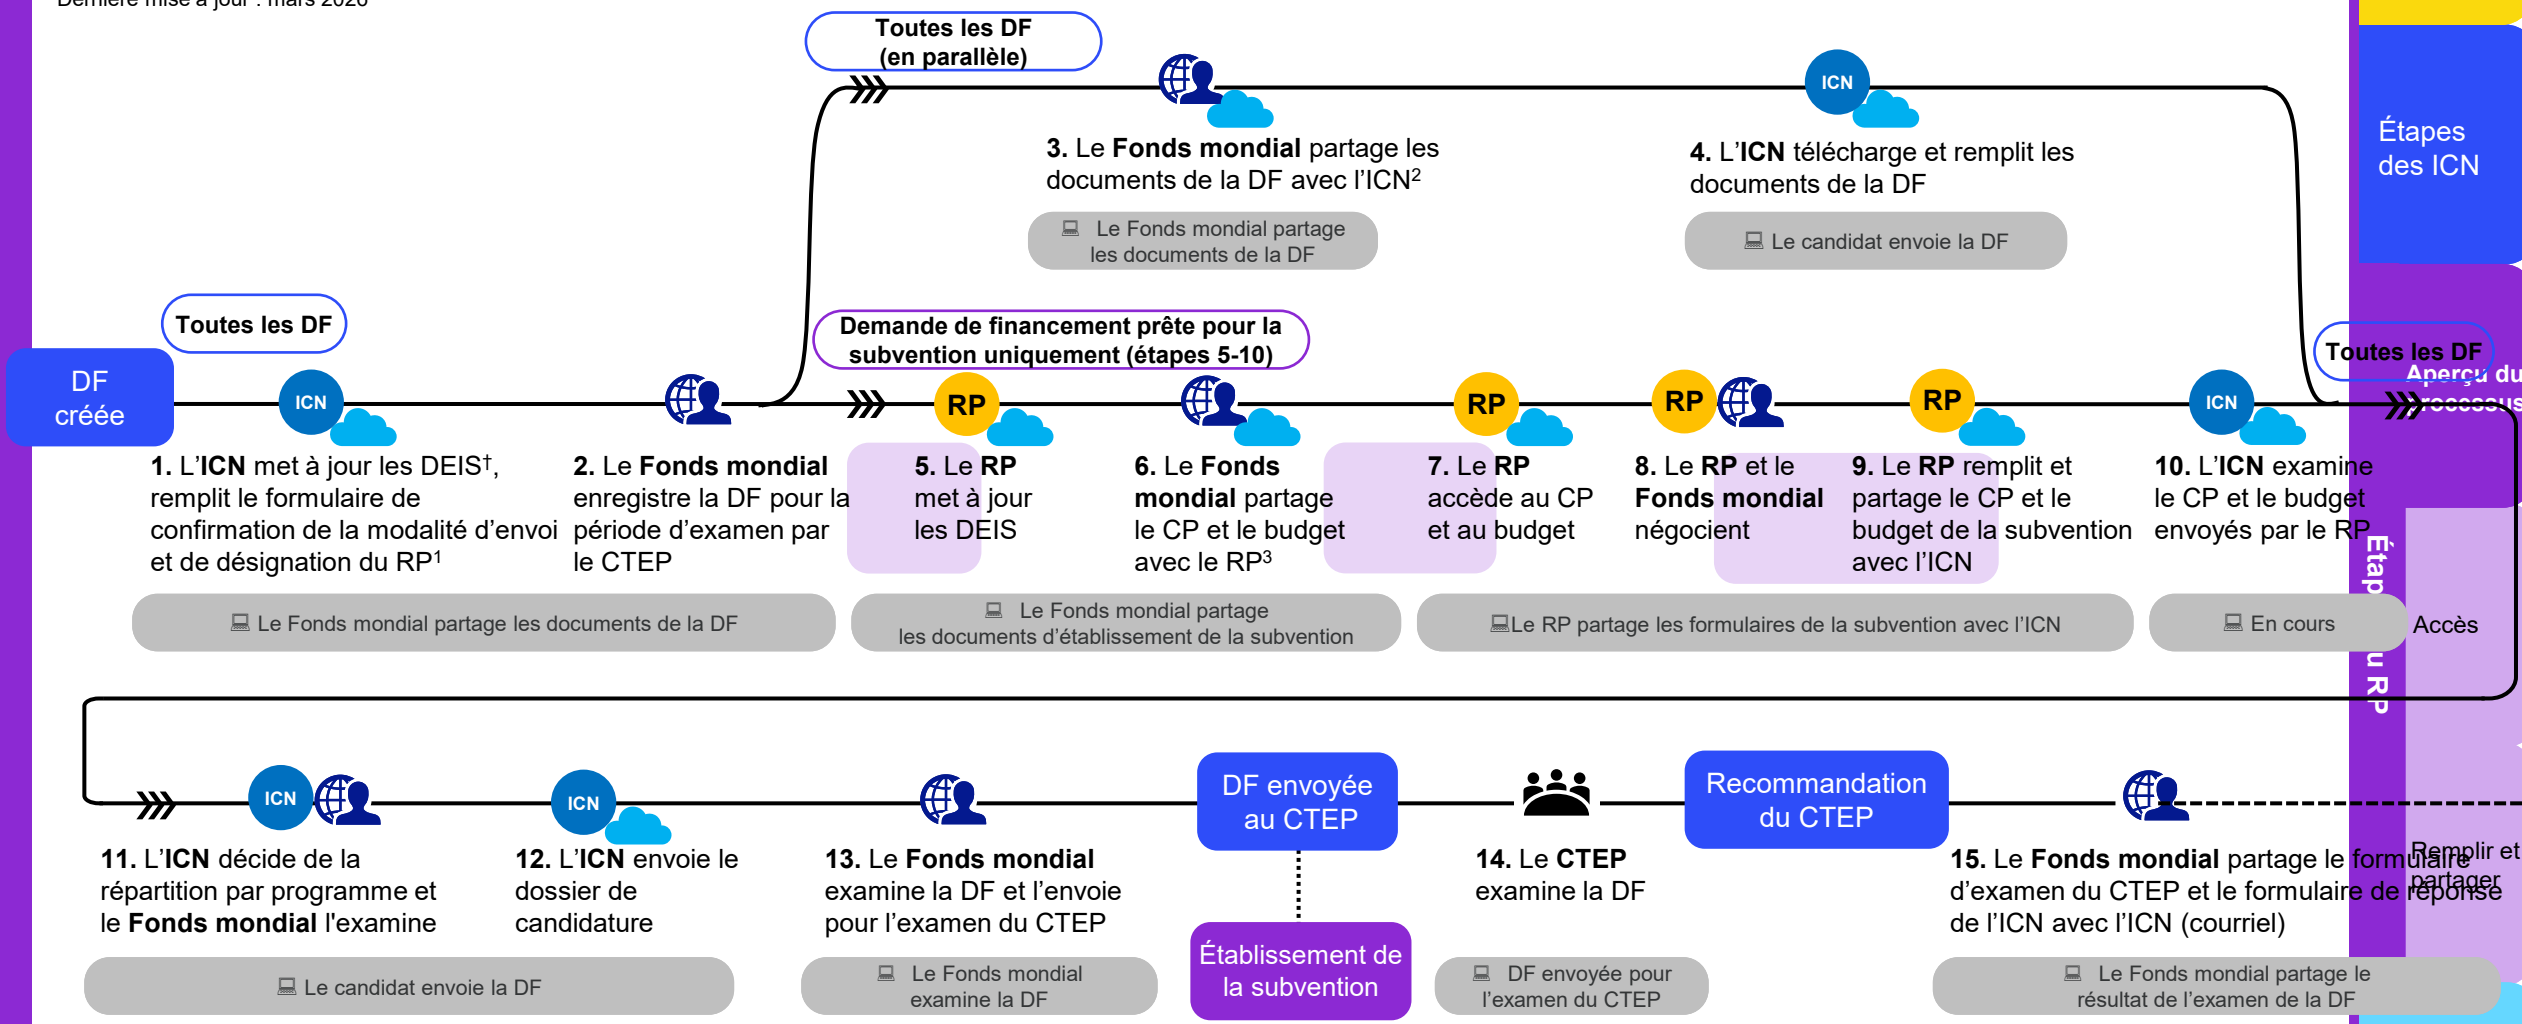 Dernière mise à jour : mars 2026
Toutes les DF
(en parallèle)
ICN
3. Le Fonds mondial partage les
documents de la DF avec l’ICN²
4. L’ICN télécharge et remplit les
documents de la DF
Le Fonds mondial partage
les documents de la DF
Le candidat envoie la DF
Étapes
des ICN
Toutes les DF
Demande de financement prête pour la
subvention uniquement (étapes 5-10)
Toutes les DF
Aperçu du
processus
DF
créée
ICN
RP
RP
RP
RP
ICN
1. L’ICN met à jour les DEIS†,
remplit le formulaire de
confirmation de la modalité d’envoi
et de désignation du RP¹
2. Le Fonds mondial
enregistre la DF pour la
période d’examen par
le CTEP
5. Le RP
met à jour
les DEIS
6. Le Fonds
mondial partage
le CP et le budget
avec le RP³
7. Le RP
accède au CP
et au budget
8. Le RP et le
Fonds mondial
négocient
9. Le RP remplit et
partage le CP et le
budget de la subvention
avec l’ICN
10. L’ICN examine
le CP et le budget
envoyés par le RP
Le Fonds mondial partage les documents de la DF
Le Fonds mondial partage
les documents d’établissement de la subvention
Le RP partage les formulaires de la subvention avec l’ICN
En cours
Accès
ICN
ICN
DF envoyée
au CTEP
Recommandation
du CTEP
11. L’ICN décide de la
répartition par programme et
le Fonds mondial l'examine
12. L’ICN envoie le
dossier de
candidature
13. Le Fonds mondial
examine la DF et l’envoie
pour l’examen du CTEP
Établissement de
la subvention
14. Le CTEP
examine la DF
15. Le Fonds mondial partage le formulaire
d’examen du CTEP et le formulaire de réponse
de l’ICN avec l’ICN (courriel)
Remplir et
partager
Le candidat envoie la DF
Le Fonds mondial
examine la DF
DF envoyée pour
l’examen du CTEP
Le Fonds mondial partage le
résultat de l’examen de la DF